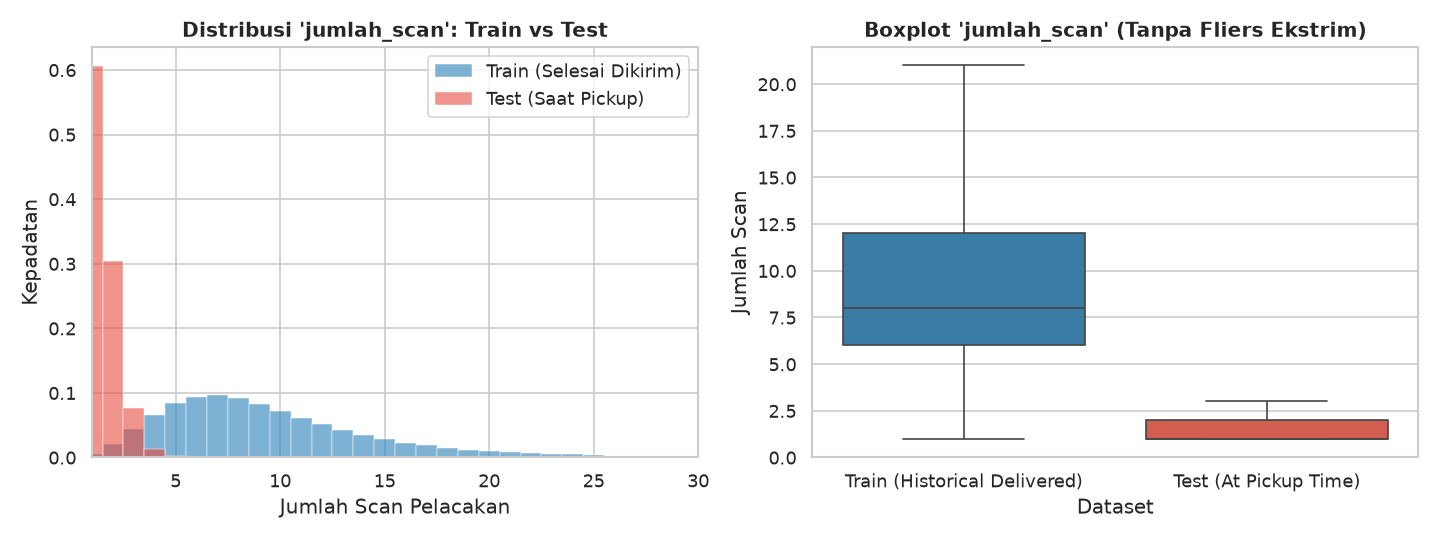 Distribusi 'jumlah_scan': Train vs Test
Kepadatan
0.6
0.5
0.4
0.3
0.2
0.1
0.0
Train (Selesai Dikirim)
Test (Saat Pickup)
5
10
15
20
25
30
Jumlah Scan Pelacakan
Boxplot 'jumlah_scan' (Tanpa Fliers Ekstrim)
Jumlah Scan
20.0
17.5
15.0
12.5
10.0
7.5
5.0
2.5
0.0
Train (Historical Delivered)
Test (At Pickup Time)
Dataset